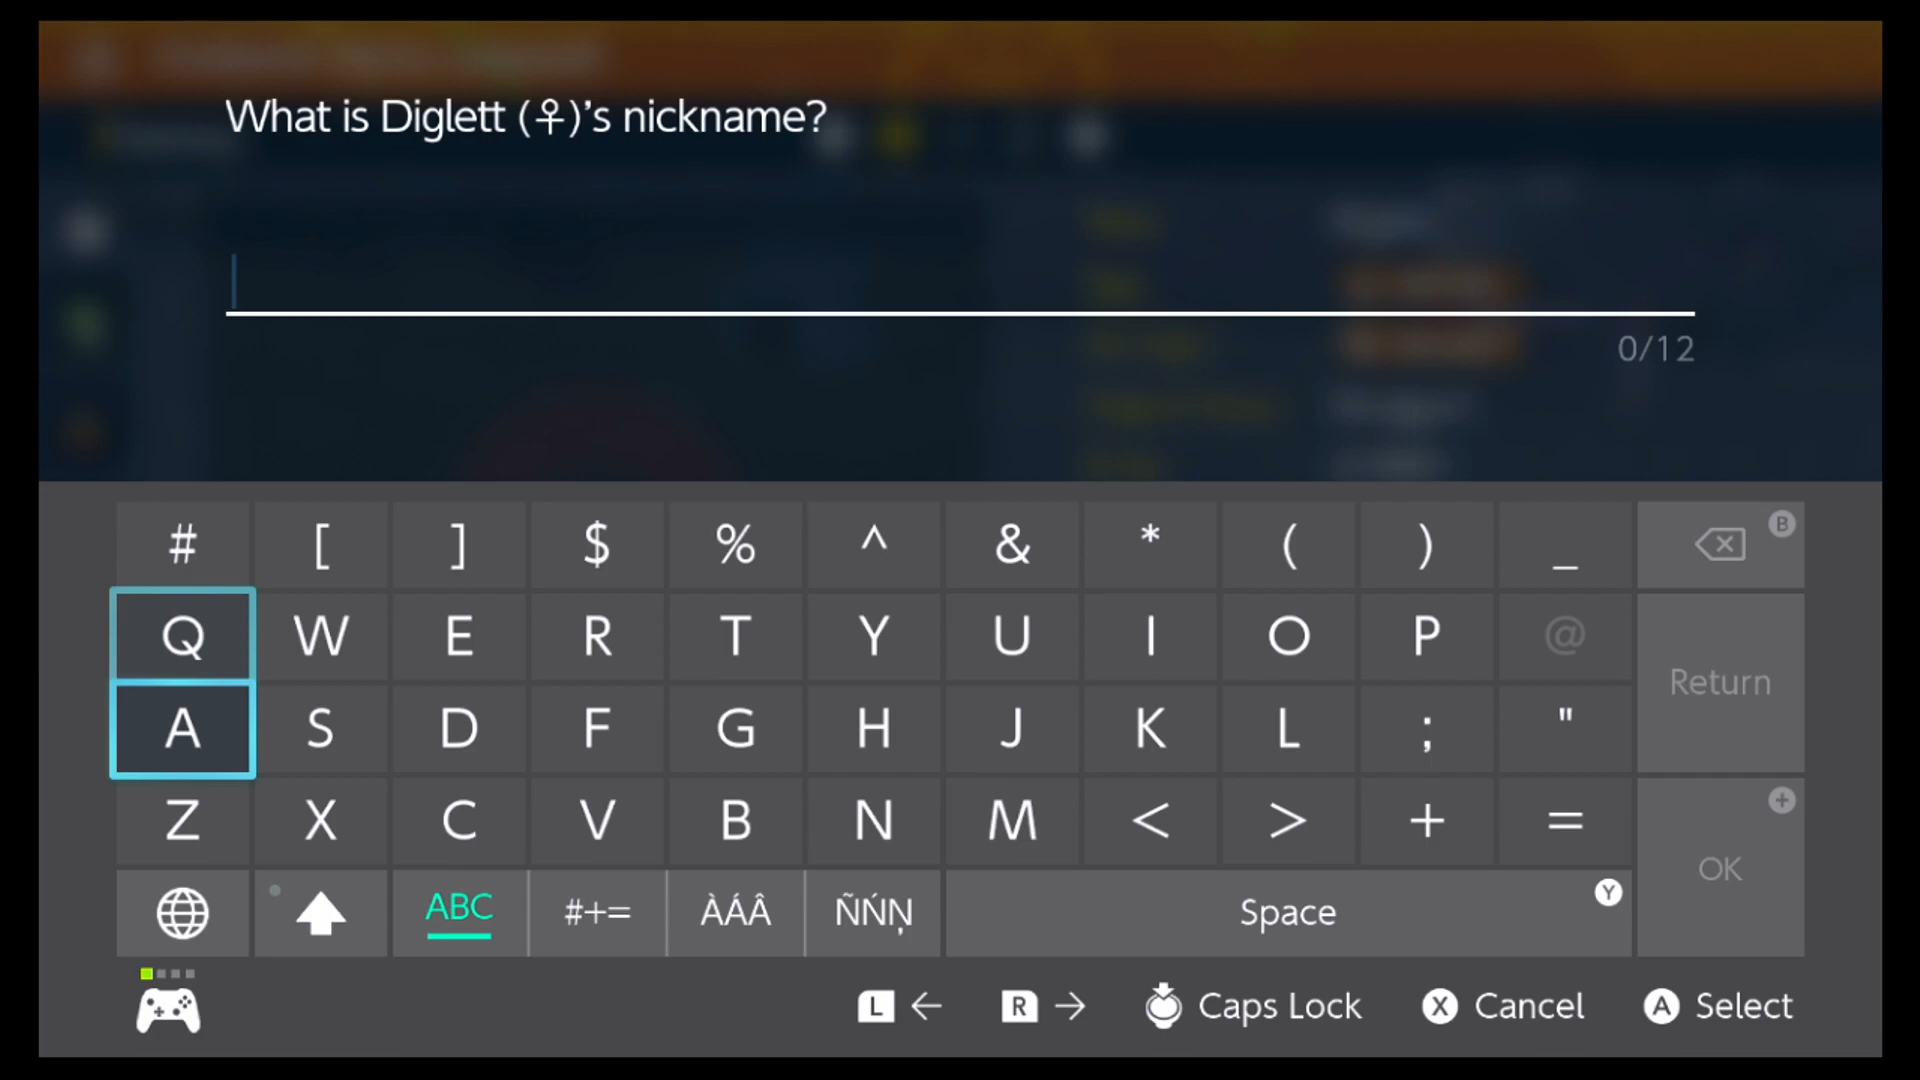 What is Diglett (♀)'s nickname?
0/12
# [ ] $ % ^ & * ( ) _ B
Q W E R T Y U I O P @ Return
A S D F G H J K L ; "
Z X C V B N M < > + = OK
ABC #+= ÀÁÂ ÑŃŅ Space Y
L ← R → Caps Lock X Cancel A Select